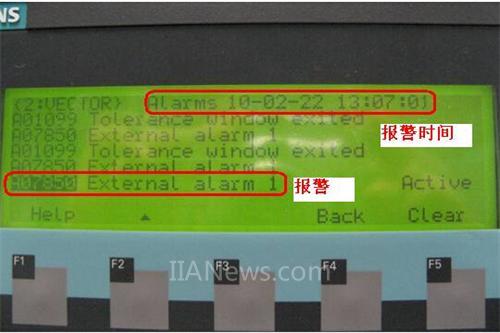 NS
{2:VECTOR} Alarms 10-02-22 13:07:01
A01099 Tolerance window exited
报警时间
A07850 External alarm 1
A01099 Tolerance window exited
A07850 External alarm 1
A07850 External alarm 1
报警
Active
Help Back Clear
F1 F2 F3 F4 F5
IIANews.com